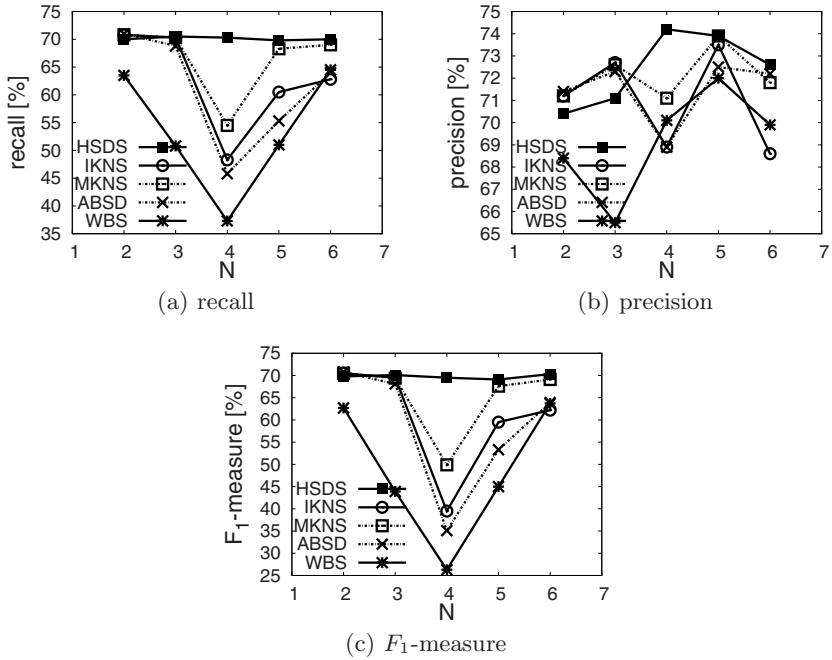 75
70
65
60
55
50
45
40
35
recall [%]
HSDS
IKNS
MKNS
ABSD
WBS
1 2 3 4 5 6 7
N
(a) recall
75
74
73
72
71
70
69
68
67
66
65
precision [%]
HSDS
IKNS
MKNS
ABSD
WBS
1 2 3 4 5 6 7
N
(b) precision
75
70
65
60
55
50
45
40
35
30
25
F₁-measure [%]
HSDS
IKNS
MKNS
ABSD
WBS
1 2 3 4 5 6 7
N
(c) F₁-measure